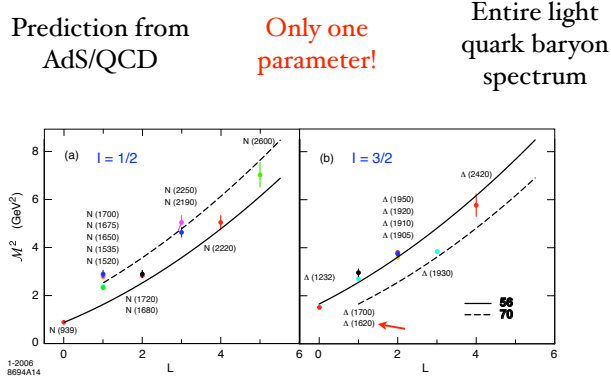 Prediction from
AdS/QCD
Only one
parameter!
Entire light
quark baryon
spectrum
(a)
I = 1/2
N (2600)
N (2250)
N (2190)
N (1700)
N (1675)
N (1650)
N (1535)
N (1520)
N (2220)
N (1720)
N (1680)
N (939)
(b)
I = 3/2
Δ (2420)
Δ (1950)
Δ (1920)
Δ (1910)
Δ (1905)
Δ (1232)
Δ (1930)
Δ (1700)
Δ (1620)
56
70
8
6
4
2
0
ℳ² (GeV²)
0 2 4 6
0 2 4 6
L
L
1-2006
8694A14